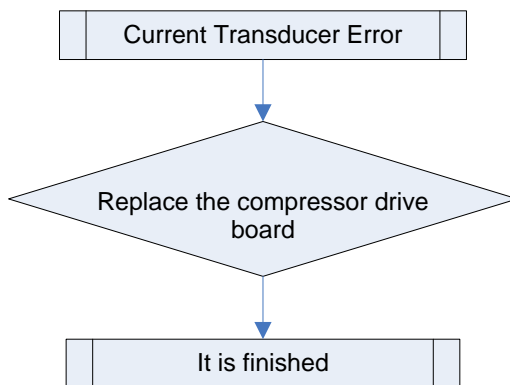 Current Transducer Error
Replace the compressor drive
board
It is finished